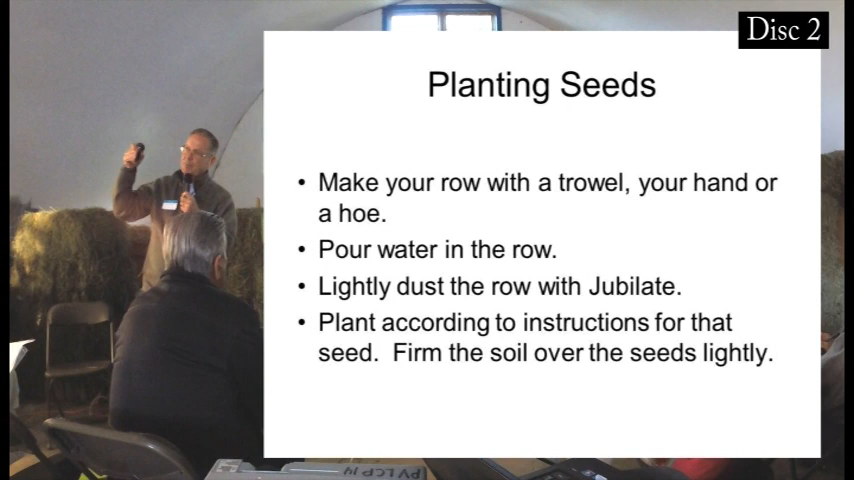 Disc 2
Planting Seeds
• Make your row with a trowel, your hand or
a hoe.
• Pour water in the row.
• Lightly dust the row with Jubilate.
• Plant according to instructions for that
seed. Firm the soil over the seeds lightly.
PVLCP14